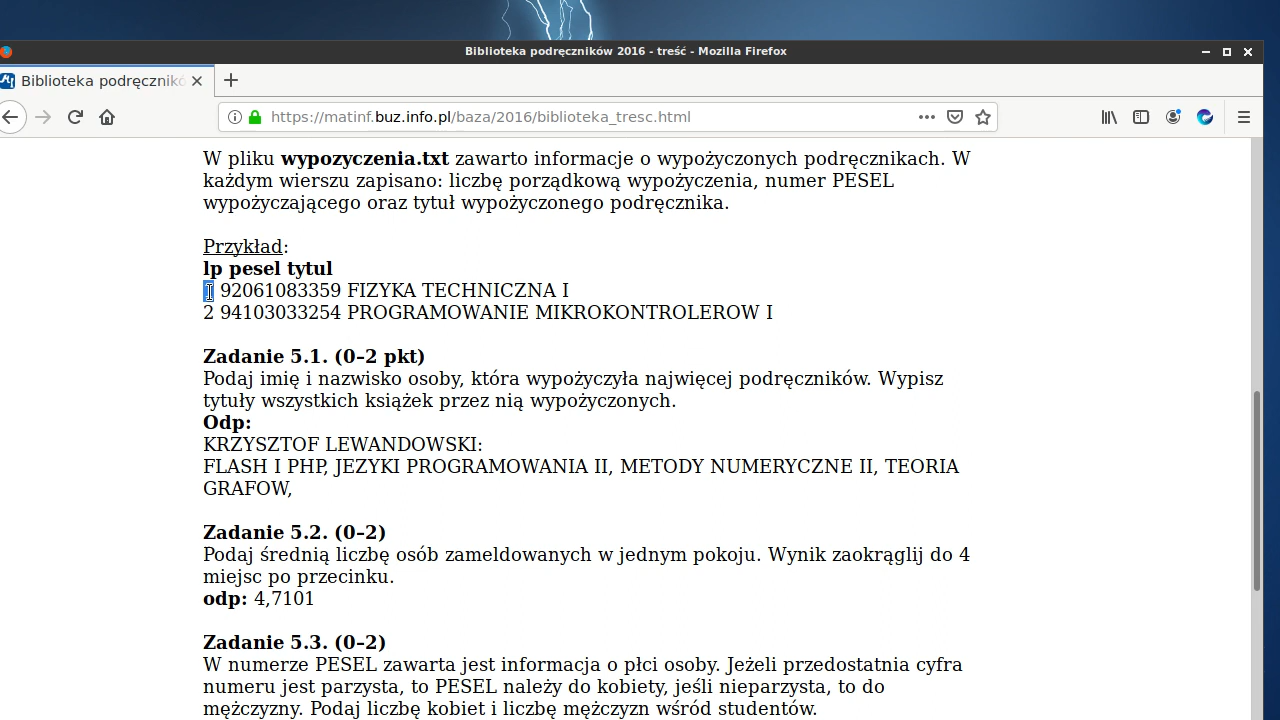 Biblioteka podręczników 2016 - treść - Mozilla Firefox
Biblioteka podręcznikó
https://matinf.buz.info.pl/baza/2016/biblioteka_tresc.html
W pliku wypozyczenia.txt zawarto informacje o wypożyczonych podręcznikach. W
każdym wierszu zapisano: liczbę porządkową wypożyczenia, numer PESEL
wypożyczającego oraz tytuł wypożyczonego podręcznika.
Przykład:
lp pesel tytul
1 92061083359 FIZYKA TECHNICZNA I
2 94103033254 PROGRAMOWANIE MIKROKONTROLEROW I
Zadanie 5.1. (0–2 pkt)
Podaj imię i nazwisko osoby, która wypożyczyła najwięcej podręczników. Wypisz
tytuły wszystkich książek przez nią wypożyczonych.
Odp:
KRZYSZTOF LEWANDOWSKI:
FLASH I PHP, JEZYKI PROGRAMOWANIA II, METODY NUMERYCZNE II, TEORIA
GRAFOW,
Zadanie 5.2. (0–2)
Podaj średnią liczbę osób zameldowanych w jednym pokoju. Wynik zaokrąglij do 4
miejsc po przecinku.
odp: 4,7101
Zadanie 5.3. (0–2)
W numerze PESEL zawarta jest informacja o płci osoby. Jeżeli przedostatnia cyfra
numeru jest parzysta, to PESEL należy do kobiety, jeśli nieparzysta, to do
mężczyzny. Podaj liczbę kobiet i liczbę mężczyzn wśród studentów.